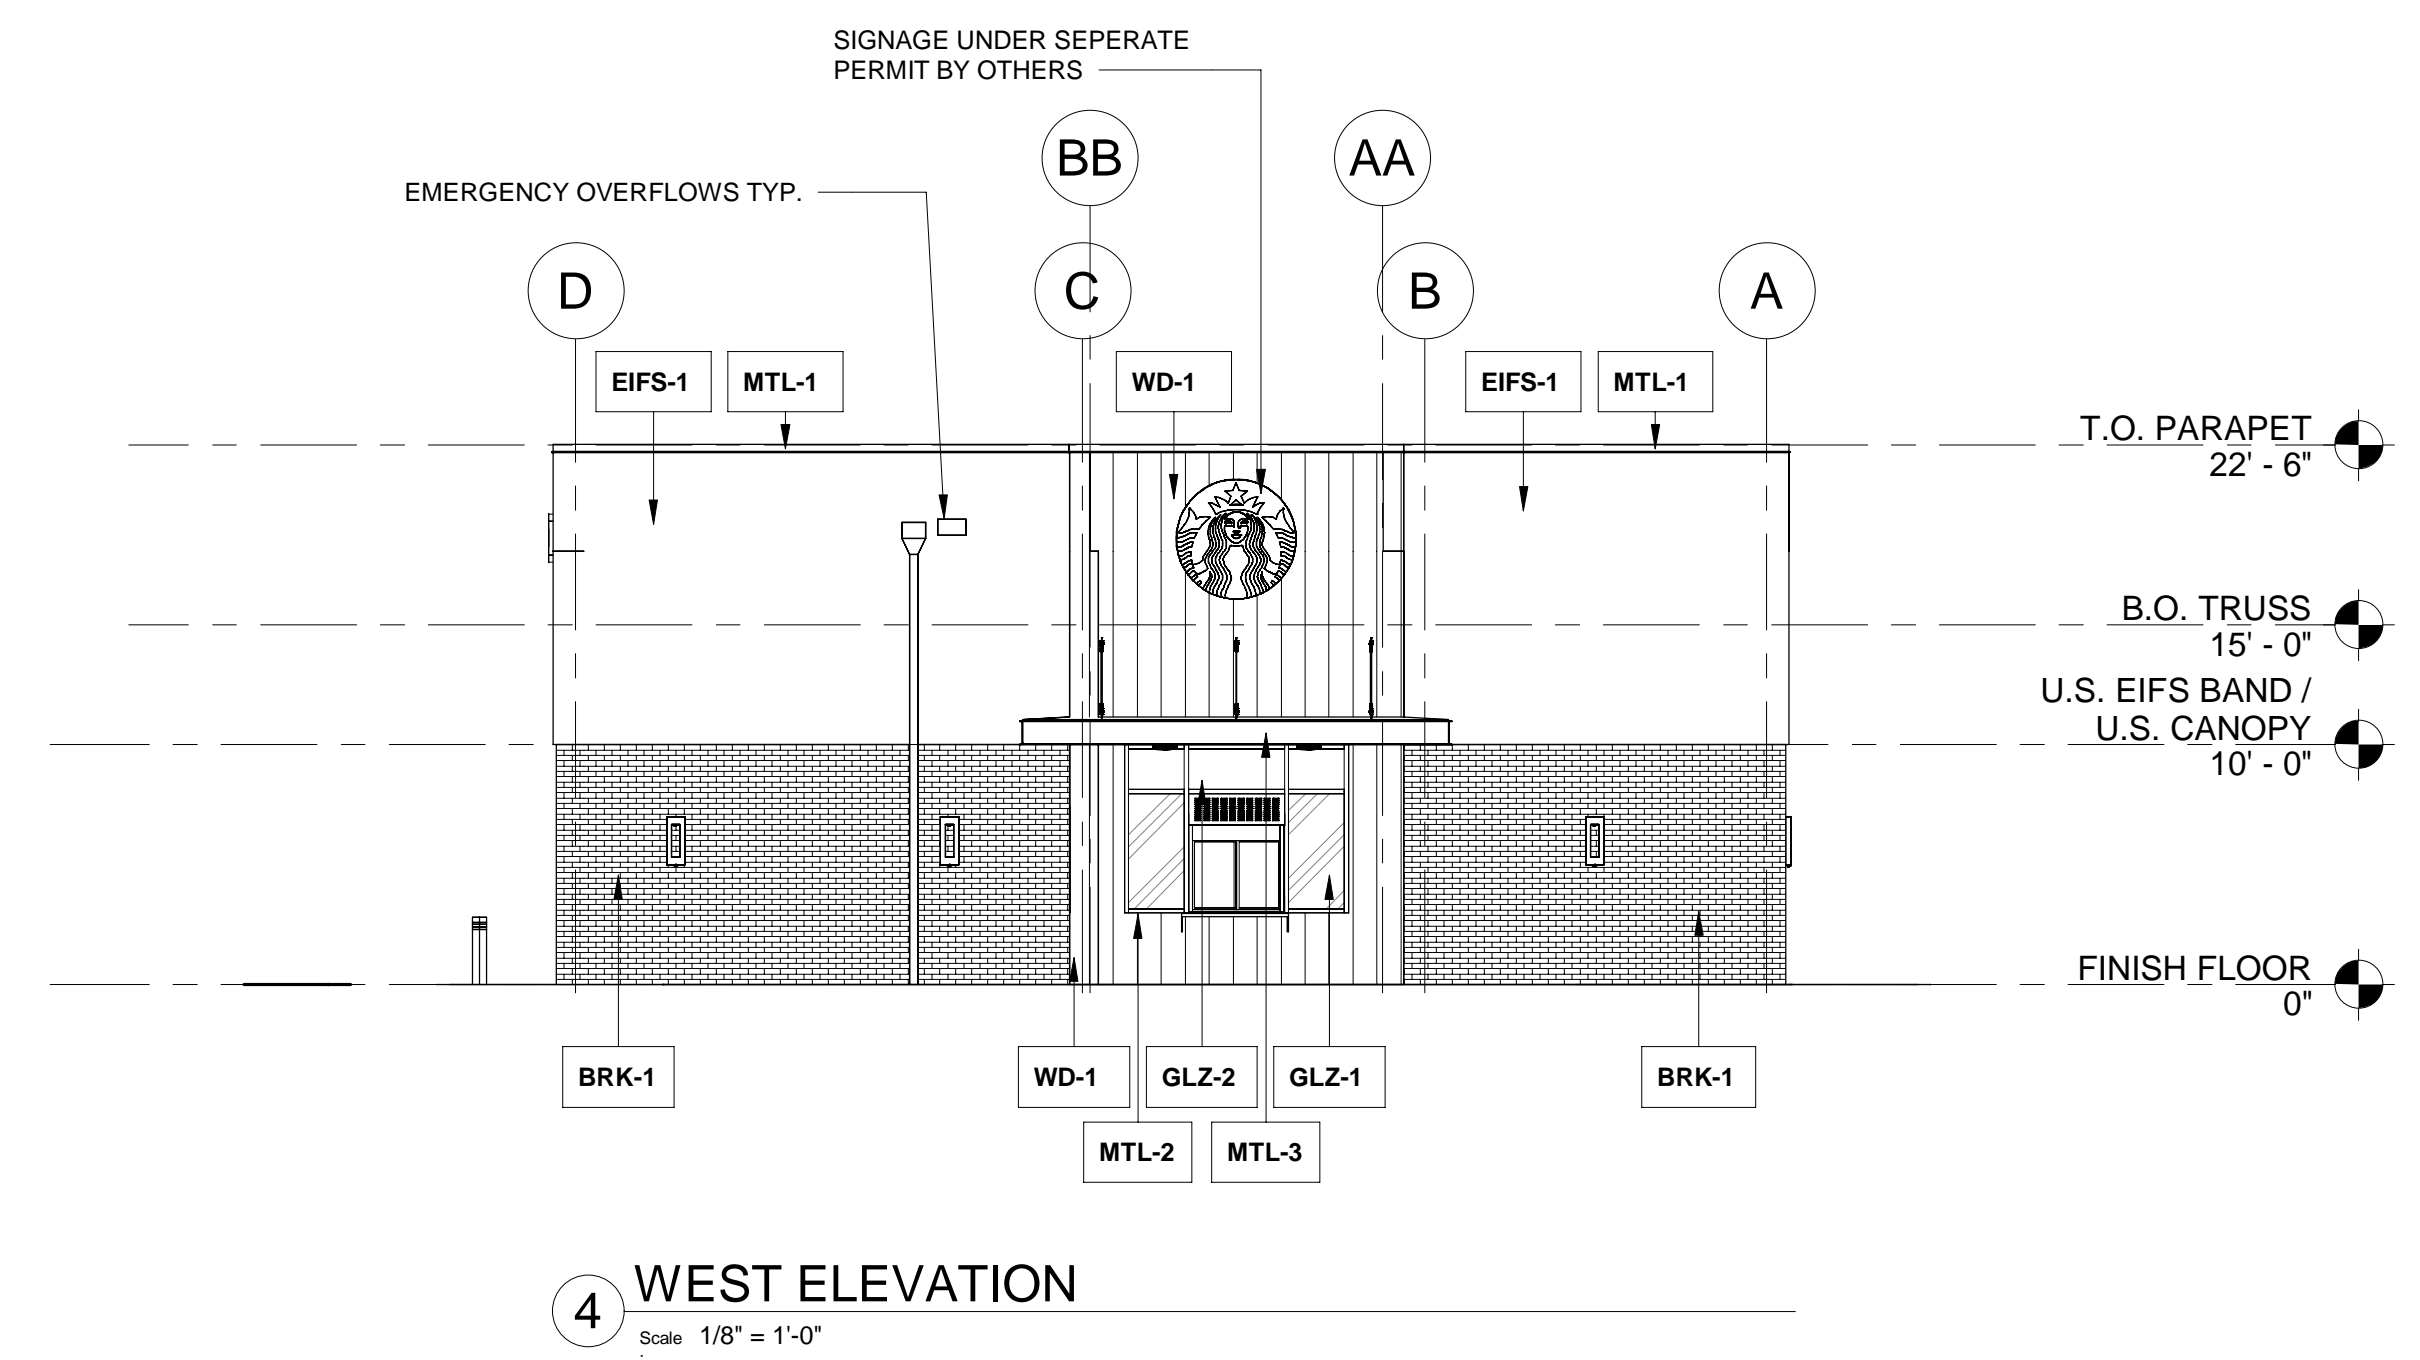 SIGNAGE UNDER SEPERATE
PERMIT BY OTHERS
BB
AA
EMERGENCY OVERFLOWS TYP.
D
C
B
A
EIFS-1
MTL-1
WD-1
EIFS-1
MTL-1
T.O. PARAPET
22' - 6"
B.O. TRUSS
15' - 0"
U.S. EIFS BAND /
U.S. CANOPY
10' - 0"
FINISH FLOOR
0"
BRK-1
WD-1
GLZ-2
GLZ-1
BRK-1
MTL-2
MTL-3
4
WEST ELEVATION
Scale 1/8" = 1'-0"